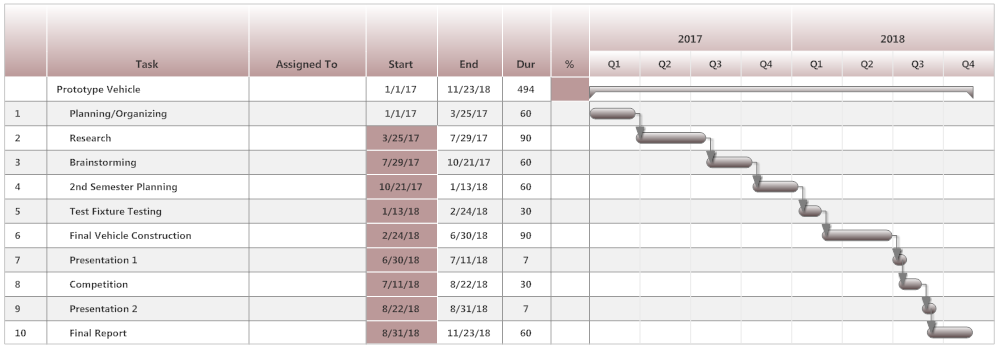 2017 2018
Task Assigned To Start End Dur % Q1 Q2 Q3 Q4 Q1 Q2 Q3 Q4
Prototype Vehicle 1/1/17 11/23/18 494
1 Planning/Organizing 1/1/17 3/25/17 60
2 Research 3/25/17 7/29/17 90
3 Brainstorming 7/29/17 10/21/17 60
4 2nd Semester Planning 10/21/17 1/13/18 60
5 Test Fixture Testing 1/13/18 2/24/18 30
6 Final Vehicle Construction 2/24/18 6/30/18 90
7 Presentation 1 6/30/18 7/11/18 7
8 Competition 7/11/18 8/22/18 30
9 Presentation 2 8/22/18 8/31/18 7
10 Final Report 8/31/18 11/23/18 60